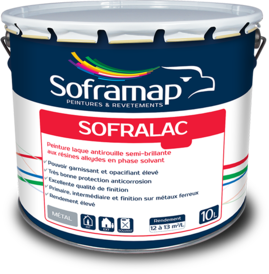 Soframap
PEINTURES & REVETEMENTS
SOFRALAC
Peinture laque antirouille semi-brillante
aux résines alkydes en phase solvant
Pouvoir garnissant et opacifiant élevé
Très bonne protection anticorrosion
Excellente qualité de finition
Primaire, intermédiaire et finition sur métaux ferreux
Rendement élevé
MÉTAL
Rendement
12 à 13 m²/L
10L